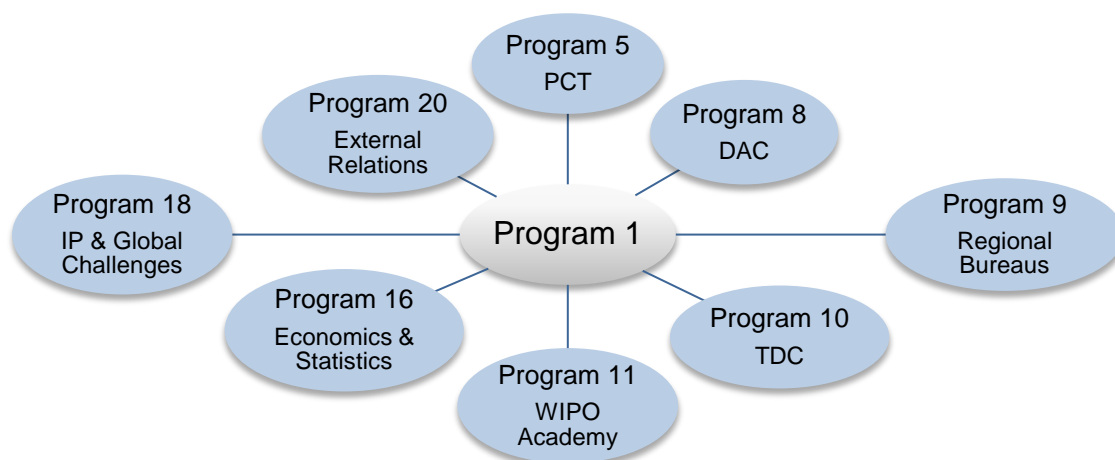 Program 5
PCT
Program 20
External
Relations
Program 8
DAC
Program 18
IP & Global
Challenges
Program 1
Program 9
Regional
Bureaus
Program 16
Economics &
Statistics
Program 10
TDC
Program 11
WIPO
Academy